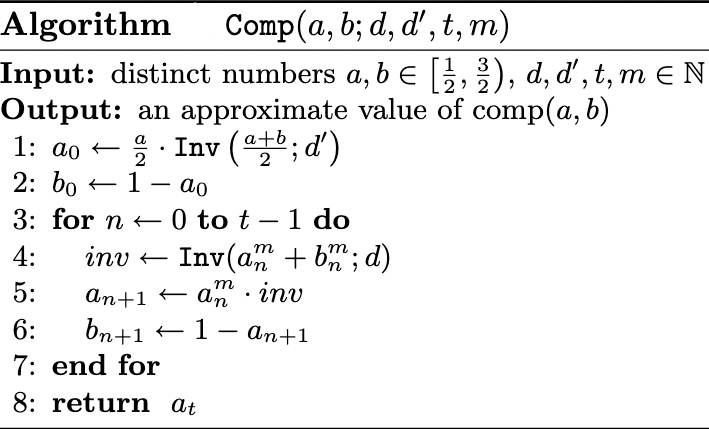 Algorithm Comp(a, b; d, d′, t, m)
Input: distinct numbers a, b ∈ [1/2, 3/2), d, d′, t, m ∈ ℕ
Output: an approximate value of comp(a, b)
1: a₀ ← a/2 · Inv((a+b)/2; d′)
2: b₀ ← 1 − a₀
3: for n ← 0 to t − 1 do
4: inv ← Inv(aₙᵐ + bₙᵐ; d)
5: aₙ₊₁ ← aₙᵐ · inv
6: bₙ₊₁ ← 1 − aₙ₊₁
7: end for
8: return aₜ